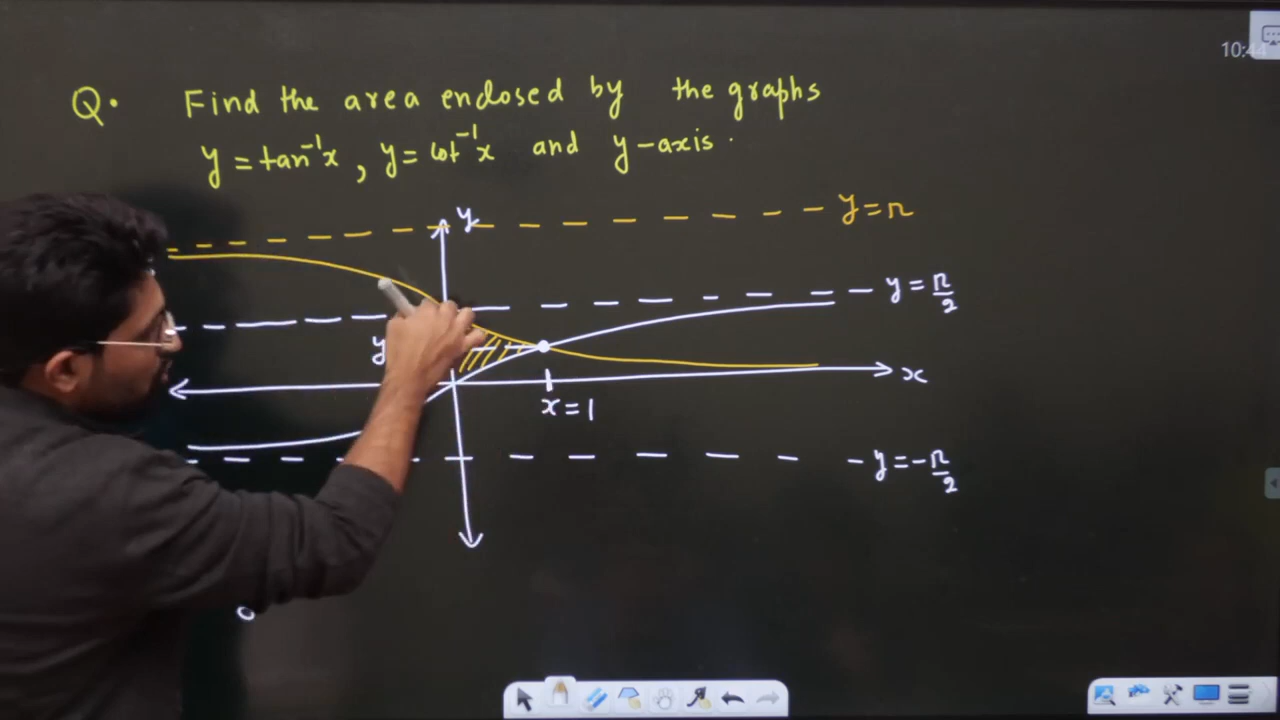 10:44
Q. Find the area enclosed by the graphs
y = tan⁻¹x, y = cot⁻¹x and y-axis.
y
y = π
y = π/2
y
x
x = 1
y = -π/2